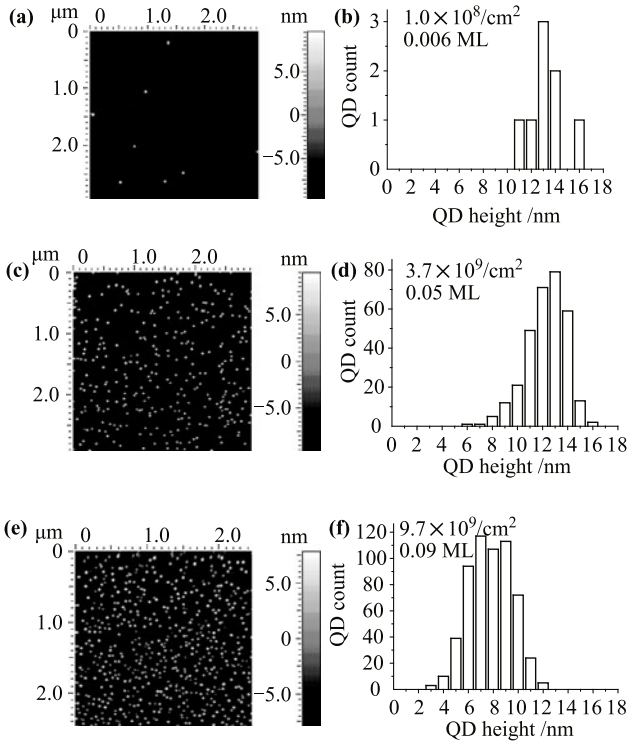 (a)
μm
0
1.0
2.0
nm
0
1.0
2.0
5.0
0
−5.0
(b)
1.0×10⁸/cm²
0.006 ML
QD count
3
2
1
0
0 2 4 6 8 10 12 14 16 18
QD height /nm
(c)
μm
0
1.0
2.0
nm
0
1.0
2.0
5.0
0
−5.0
(d)
3.7×10⁹/cm²
0.05 ML
QD count
80
60
40
20
0
0 2 4 6 8 10 12 14 16 18
QD height /nm
(e)
μm
0
1.0
2.0
nm
0
1.0
2.0
5.0
0
−5.0
(f)
9.7×10⁹/cm²
0.09 ML
QD count
120
100
80
60
40
20
0
0 2 4 6 8 10 12 14 16 18
QD height /nm